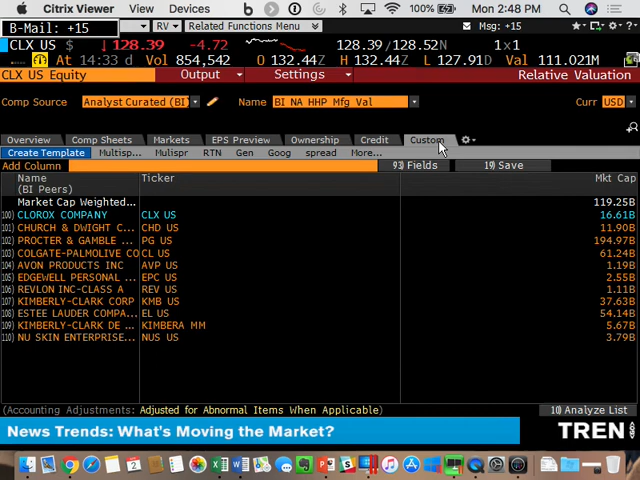 Citrix Viewer View Devices 100% Mon 2:48 PM
B-Mail: +15 RV Related Functions Menu Msg: +15
CLX US $ 128.39 -4.72 128.39/128.52N 1×1
At 14:33 d Vol 854,542 O 132.44Z H 132.44Z L 127.91D Val 111.021M
CLX US Equity Output Settings Relative Valuation
Comp Source Analyst Curated (BI) Name BI NA HHP Mfg Val Curr USD
Overview Comp Sheets Markets EPS Preview Ownership Credit Custom
Create Template Multisp... Mulispr RTN Gen Goog spread More...
Add Column 93) Fields 19) Save
Name Ticker Mkt Cap
(BI Peers)
Market Cap Weighted... 119.25B
100) CLOROX COMPANY CLX US 16.61B
101) CHURCH & DWIGHT C... CHD US 11.90B
102) PROCTER & GAMBLE ... PG US 194.97B
103) COLGATE-PALMOLIVE CO CL US 61.24B
104) AVON PRODUCTS INC AVP US 1.19B
105) EDGEWELL PERSONAL ... EPC US 2.55B
106) REVLON INC-CLASS A REV US 1.11B
107) KIMBERLY-CLARK CORP KMB US 37.63B
108) ESTEE LAUDER COMPA... EL US 54.14B
109) KIMBERLY-CLARK DE ... KIMBERA MM 5.67B
110) NU SKIN ENTERPRISE... NUS US 3.79B
(Accounting Adjustments: Adjusted for Abnormal Items When Applicable) 10) Analyze List
News Trends: What's Moving the Market? TREN